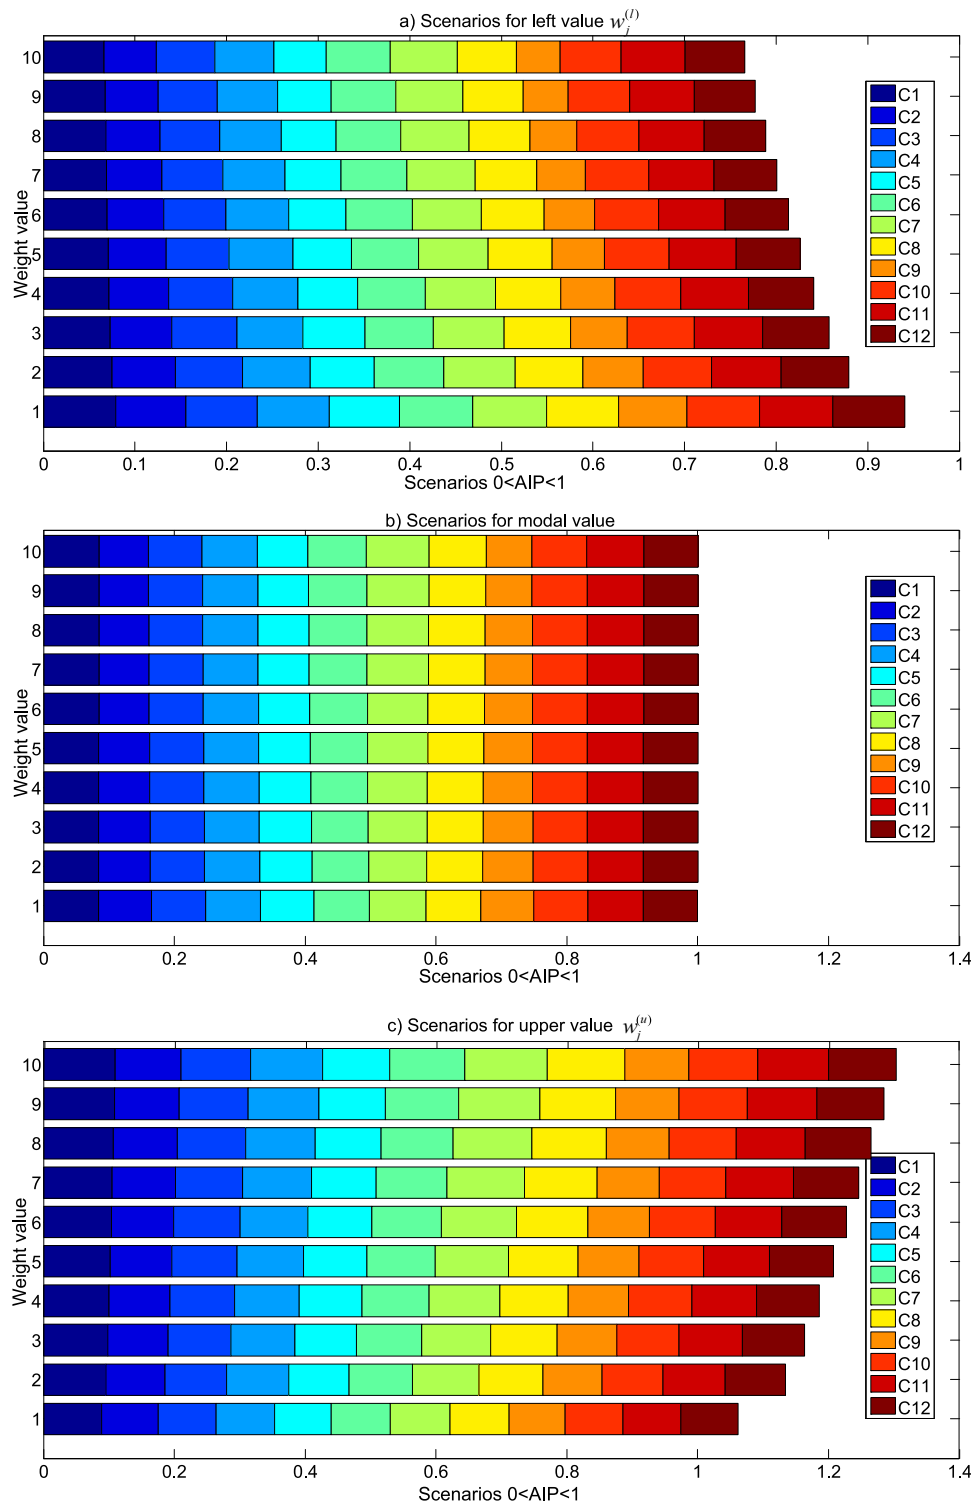 a) Scenarios for left value w_j^(l)
10
9
8
7
6
5
4
3
2
1
Weight value
C1
C2
C3
C4
C5
C6
C7
C8
C9
C10
C11
C12
0 0.1 0.2 0.3 0.4 0.5 0.6 0.7 0.8 0.9 1
Scenarios 0<AIP<1
b) Scenarios for modal value
10
9
8
7
6
5
4
3
2
1
Weight value
C1
C2
C3
C4
C5
C6
C7
C8
C9
C10
C11
C12
0 0.2 0.4 0.6 0.8 1 1.2 1.4
Scenarios 0<AIP<1
c) Scenarios for upper value w_j^(u)
10
9
8
7
6
5
4
3
2
1
Weight value
C1
C2
C3
C4
C5
C6
C7
C8
C9
C10
C11
C12
0 0.2 0.4 0.6 0.8 1 1.2 1.4
Scenarios 0<AIP<1